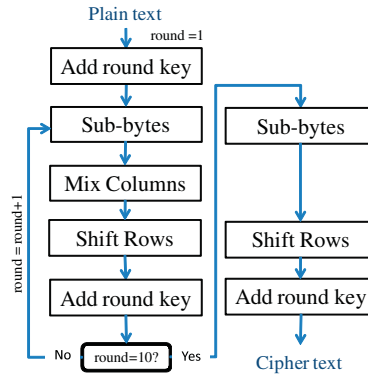 Plain text
round =1
Add round key
Sub-bytes
Mix Columns
Shift Rows
Add round key
round = round+1
No
round=10?
Yes
Sub-bytes
Shift Rows
Add round key
Cipher text